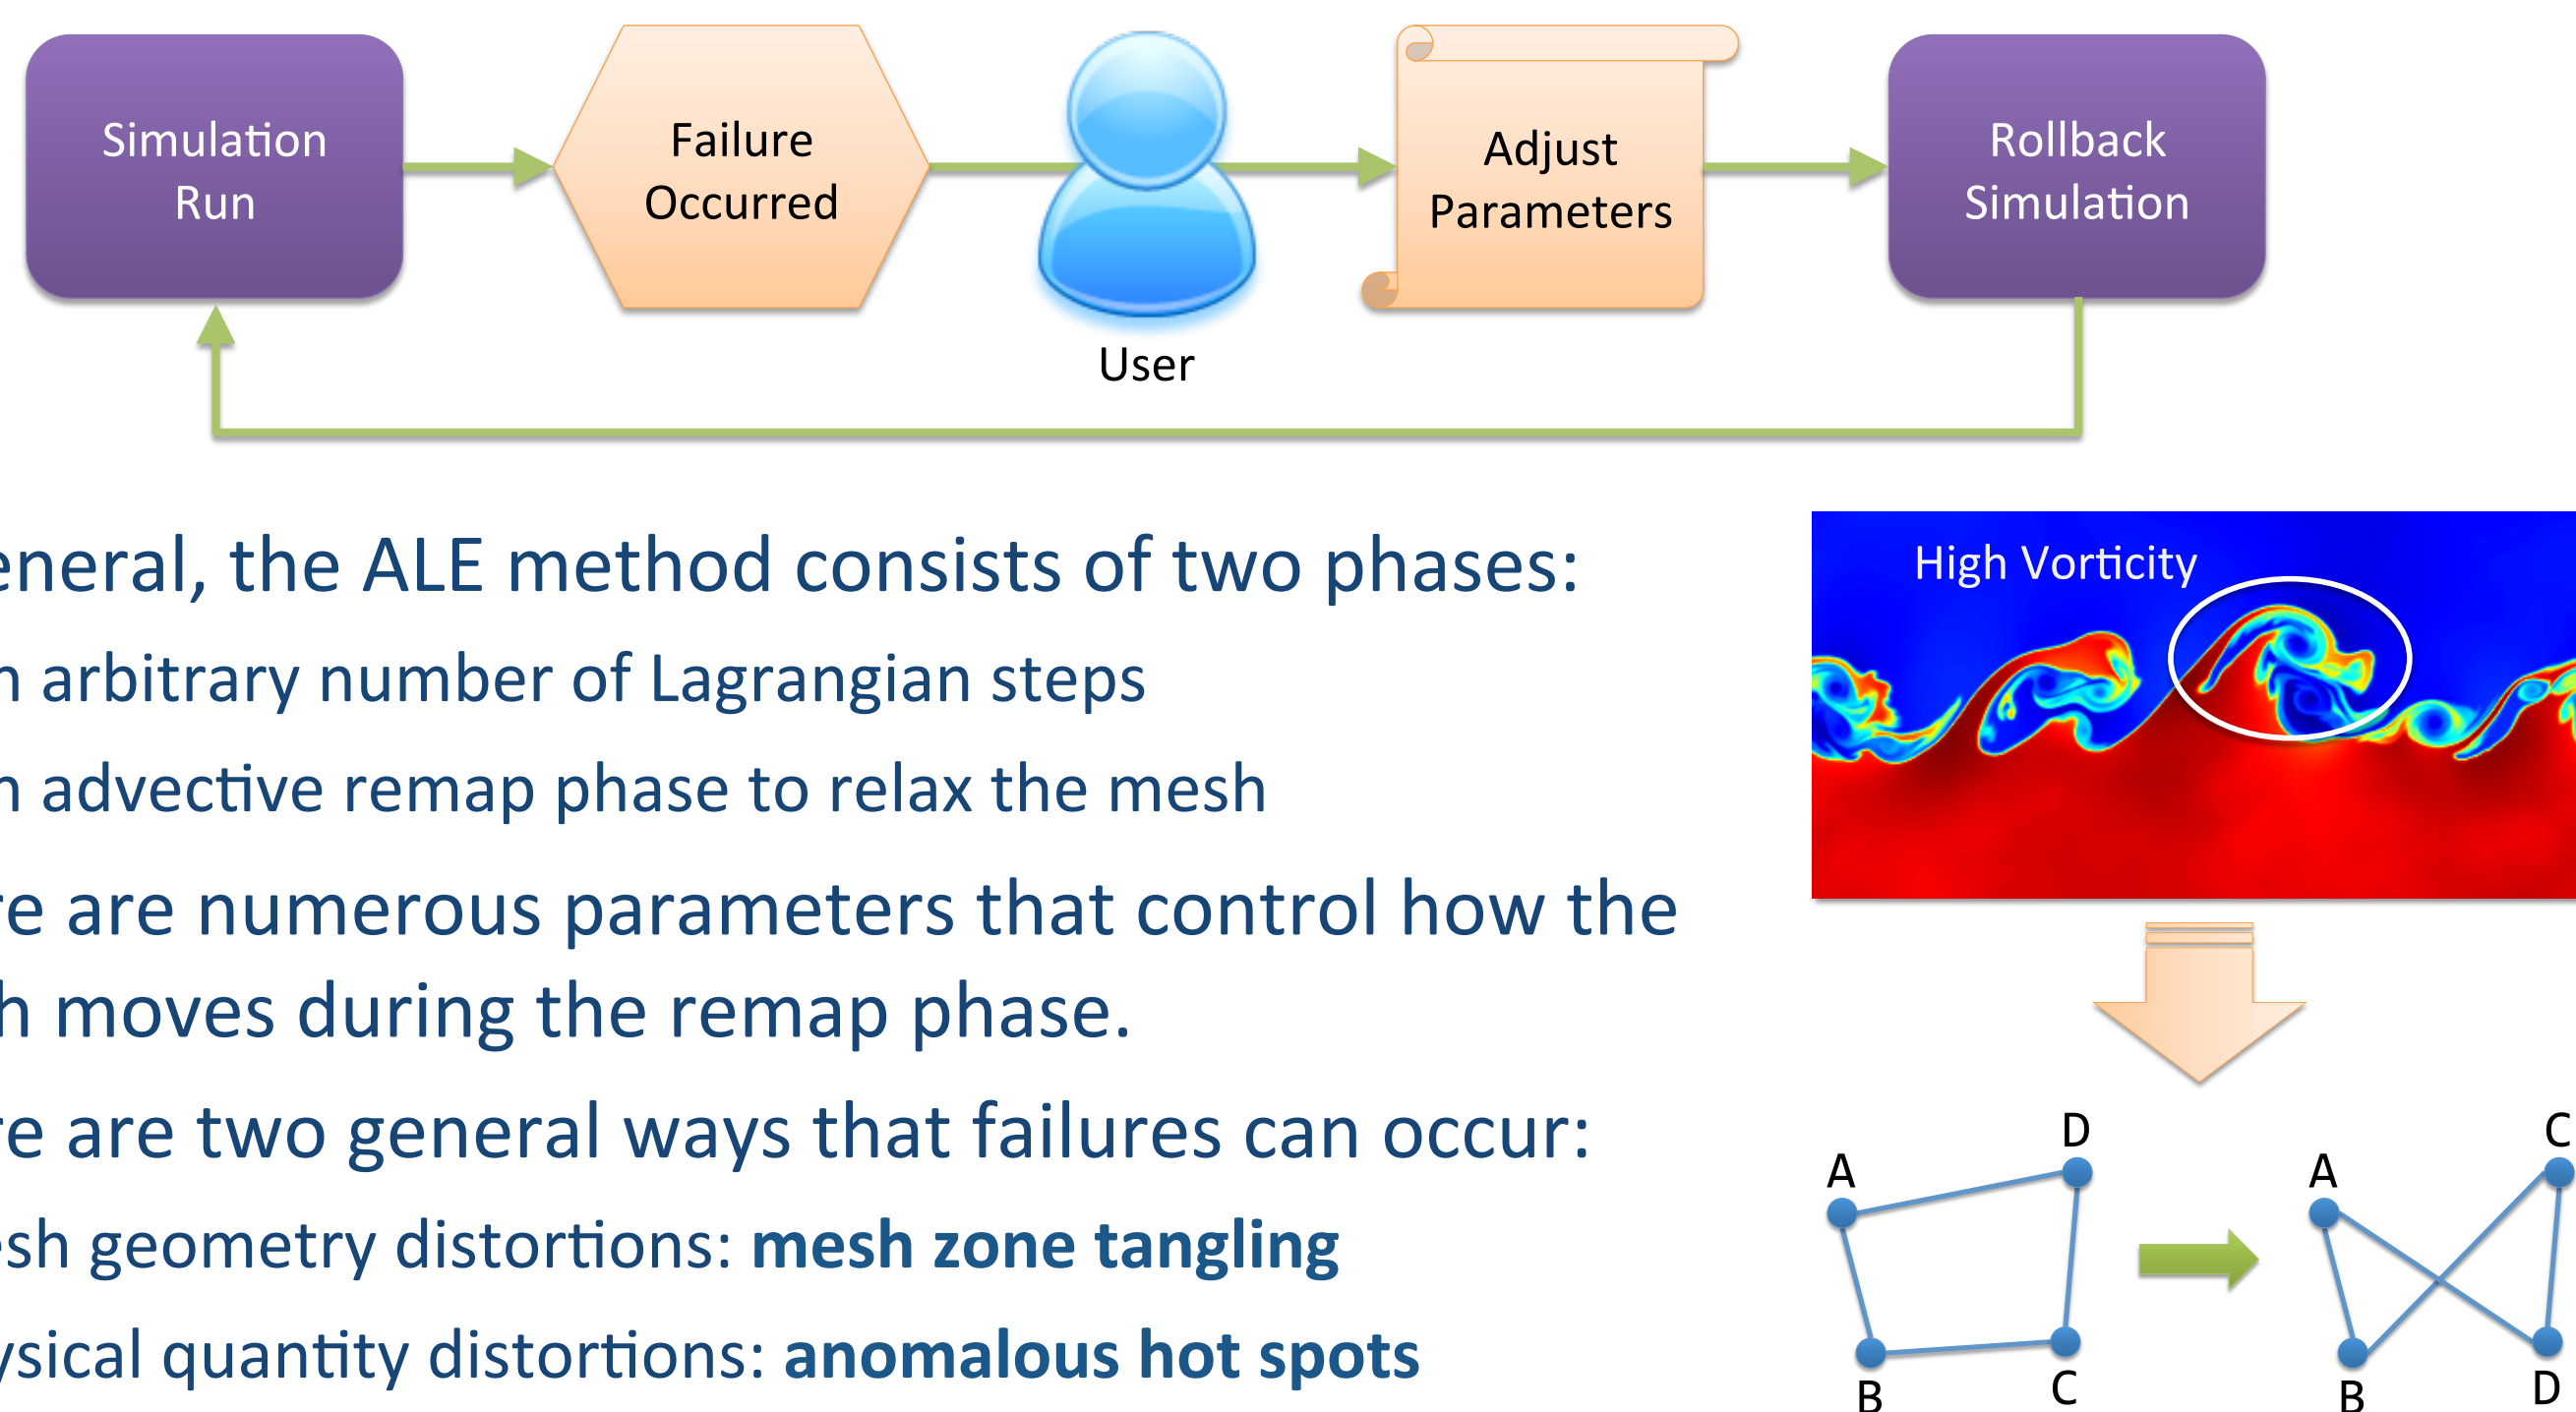 Simulation
Run
Failure
Occurred
User
Adjust
Parameters
Rollback
Simulation
eneral, the ALE method consists of two phases:
n arbitrary number of Lagrangian steps
n advective remap phase to relax the mesh
re are numerous parameters that control how the
h moves during the remap phase.
re are two general ways that failures can occur:
esh geometry distortions: mesh zone tangling
ysical quantity distortions: anomalous hot spots
High Vorticity
A
D
B
C
A
C
B
D